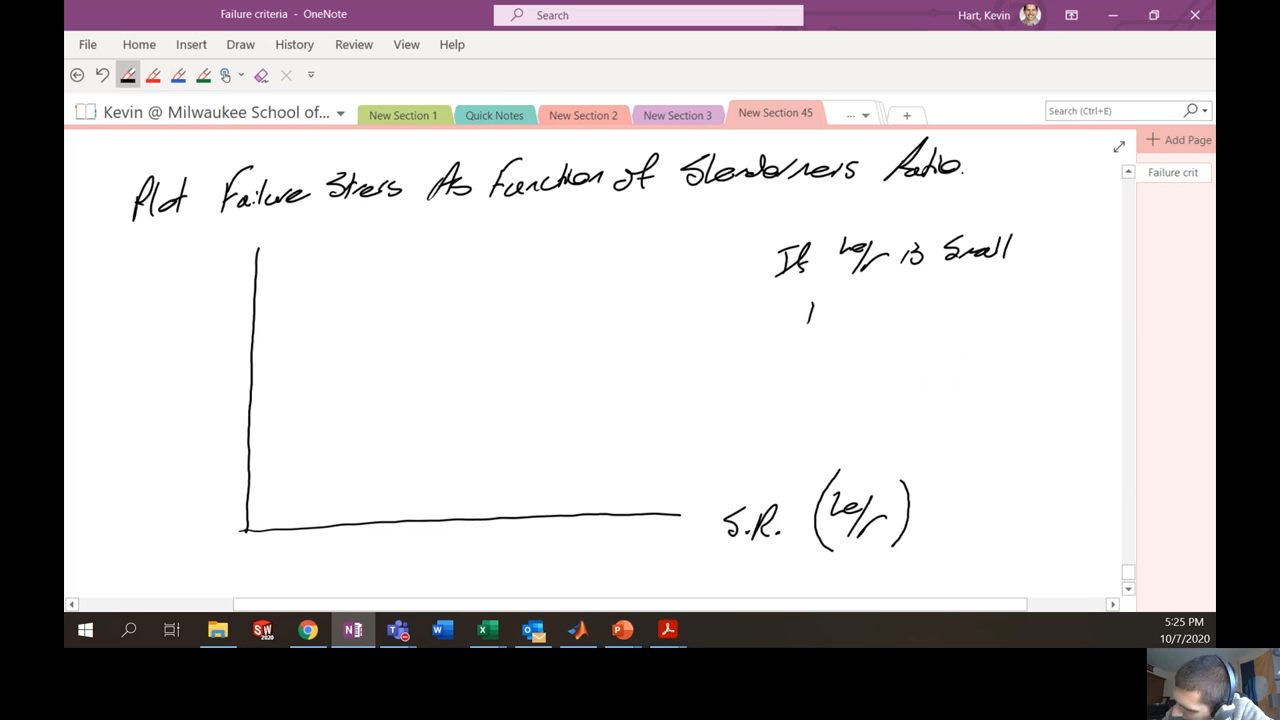 Failure criteria - OneNote
Search
Hart, Kevin
File Home Insert Draw History Review View Help
Kevin @ Milwaukee School of...
New Section 1
Quick Notes
New Section 2
New Section 3
New Section 45
...
Search (Ctrl+E)
Add Page
Failure crit
Plot Failure Stress As Function of Slenderness Ratio.
If Le/r is Small
S.R. (Le/r)
SW
2020
5:25 PM
10/7/2020